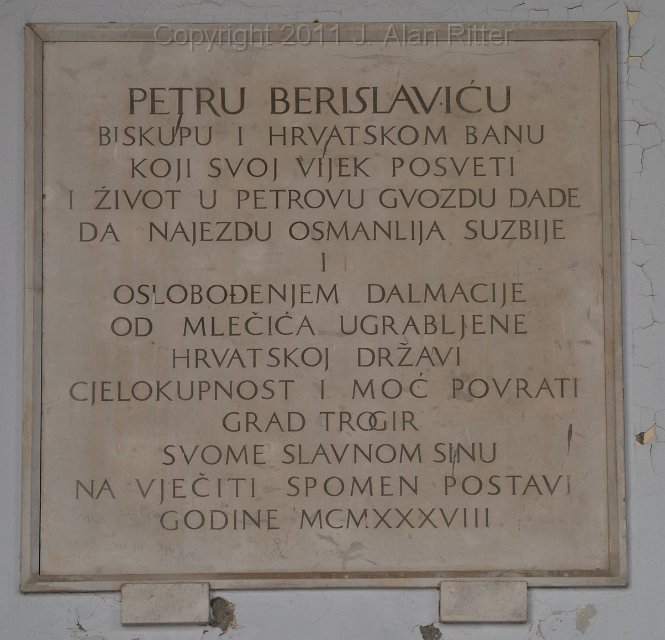 Copyright 2011 J. Alan Ritter
PETRU BERISLAVIĆU
BISKUPU I HRVATSKOM BANU
KOJI SVOJ VIJEK POSVETI
I ŽIVOT U PETROVU GVOZDU DADE
DA NAJEZDU OSMANLIJA SUZBIJE
I
OSLOBOĐENJEM DALMACIJE
OD MLEČIĆA UGRABLJENE
HRVATSKOJ DRŽAVI
CJELOKUPNOST I MOĆ POVRATI
GRAD TROGIR
SVOME SLAVNOM SINU
NA VJEČITI SPOMEN POSTAVI
GODINE MCMXXXVIII